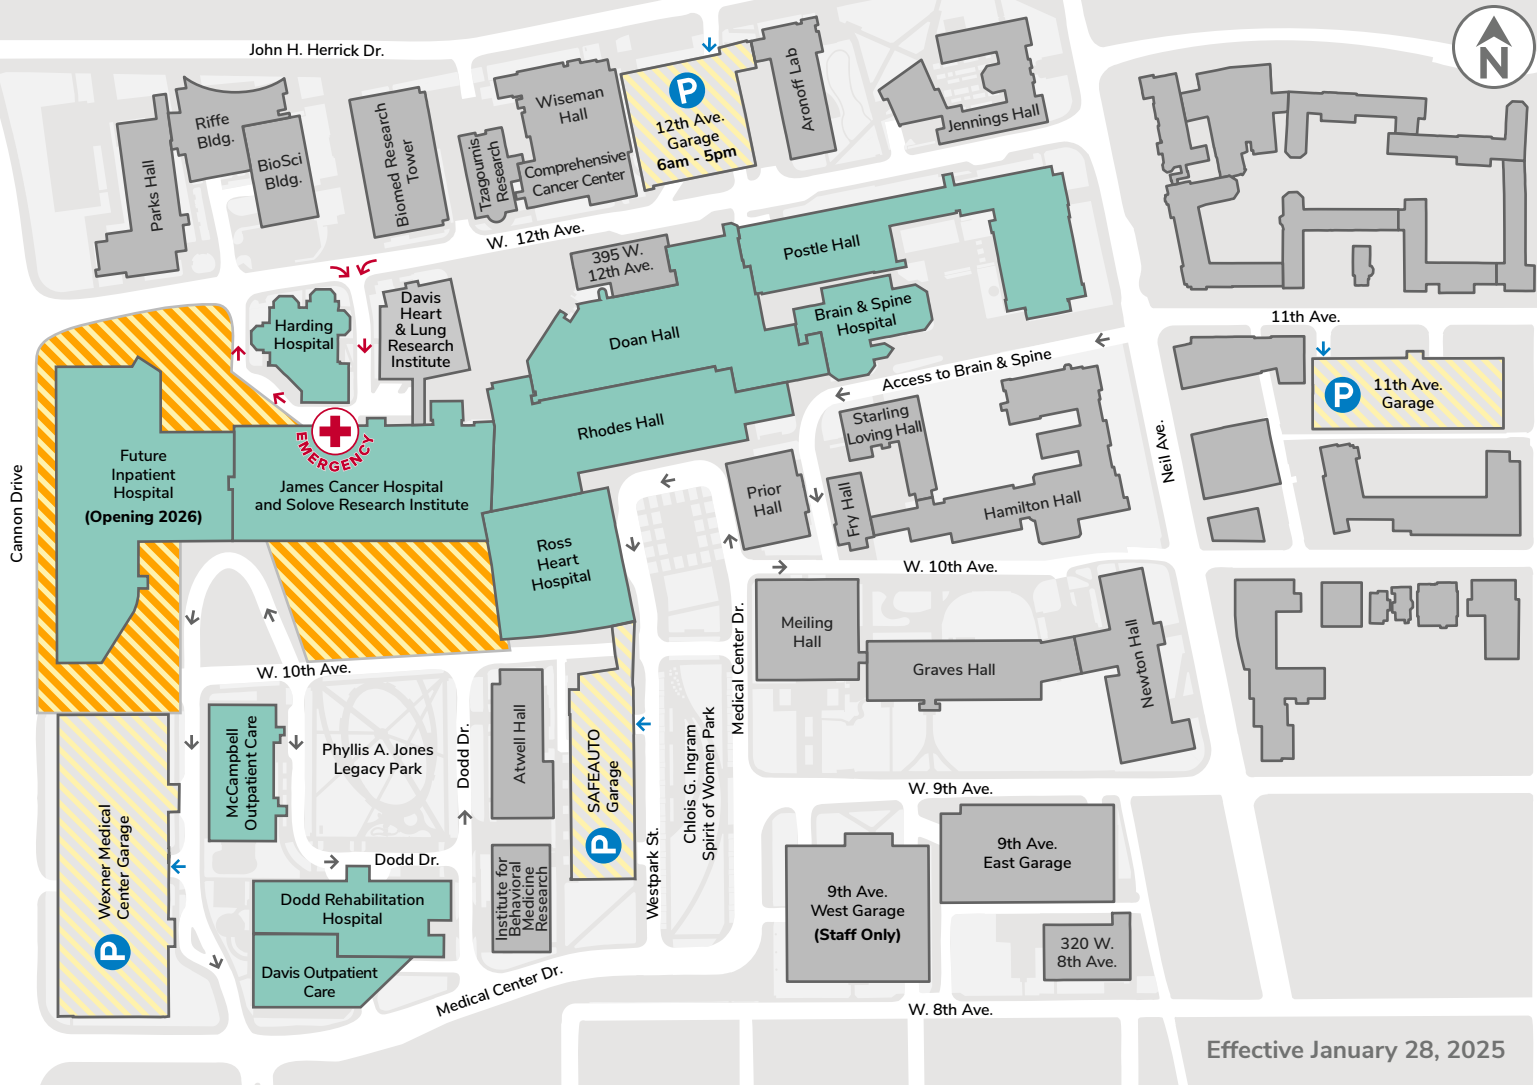 John H. Herrick Dr.
N
Riffe
Bldg.
BioSci
Bldg.
Parks Hall
Biomed Research
Tower
Tzagournis
Research
Wiseman
Hall
Comprehensive
Cancer Center
P
12th Ave.
Garage
6am - 5pm
Aronoff Lab
Jennings Hall
W. 12th Ave.
395 W.
12th Ave.
Postle Hall
Davis
Heart
& Lung
Research
Institute
Harding
Hospital
Doan Hall
Brain & Spine
Hospital
11th Ave.
P
11th Ave.
Garage
Access to Brain & Spine
Starling
Loving Hall
Rhodes Hall
EMERGENCY
Neil Ave.
Cannon Drive
Future
Inpatient
Hospital
(Opening 2026)
James Cancer Hospital
and Solove Research Institute
Prior
Hall
Fry Hall
Hamilton Hall
Ross
Heart
Hospital
W. 10th Ave.
Meiling
Hall
Graves Hall
Newton Hall
Medical Center Dr.
W. 10th Ave.
McCampbell
Outpatient Care
Phyllis A. Jones
Legacy Park
Dodd Dr.
Atwell Hall
SAFEAUTO
Garage
P
Chlois G. Ingram
Spirit of Women Park
Westpark St.
W. 9th Ave.
Wexner Medical
Center Garage
P
Dodd Dr.
Dodd Rehabilitation
Hospital
Davis Outpatient
Care
Institute for
Behavioral
Medicine
Research
9th Ave.
West Garage
(Staff Only)
9th Ave.
East Garage
320 W.
8th Ave.
Medical Center Dr.
W. 8th Ave.
Effective January 28, 2025